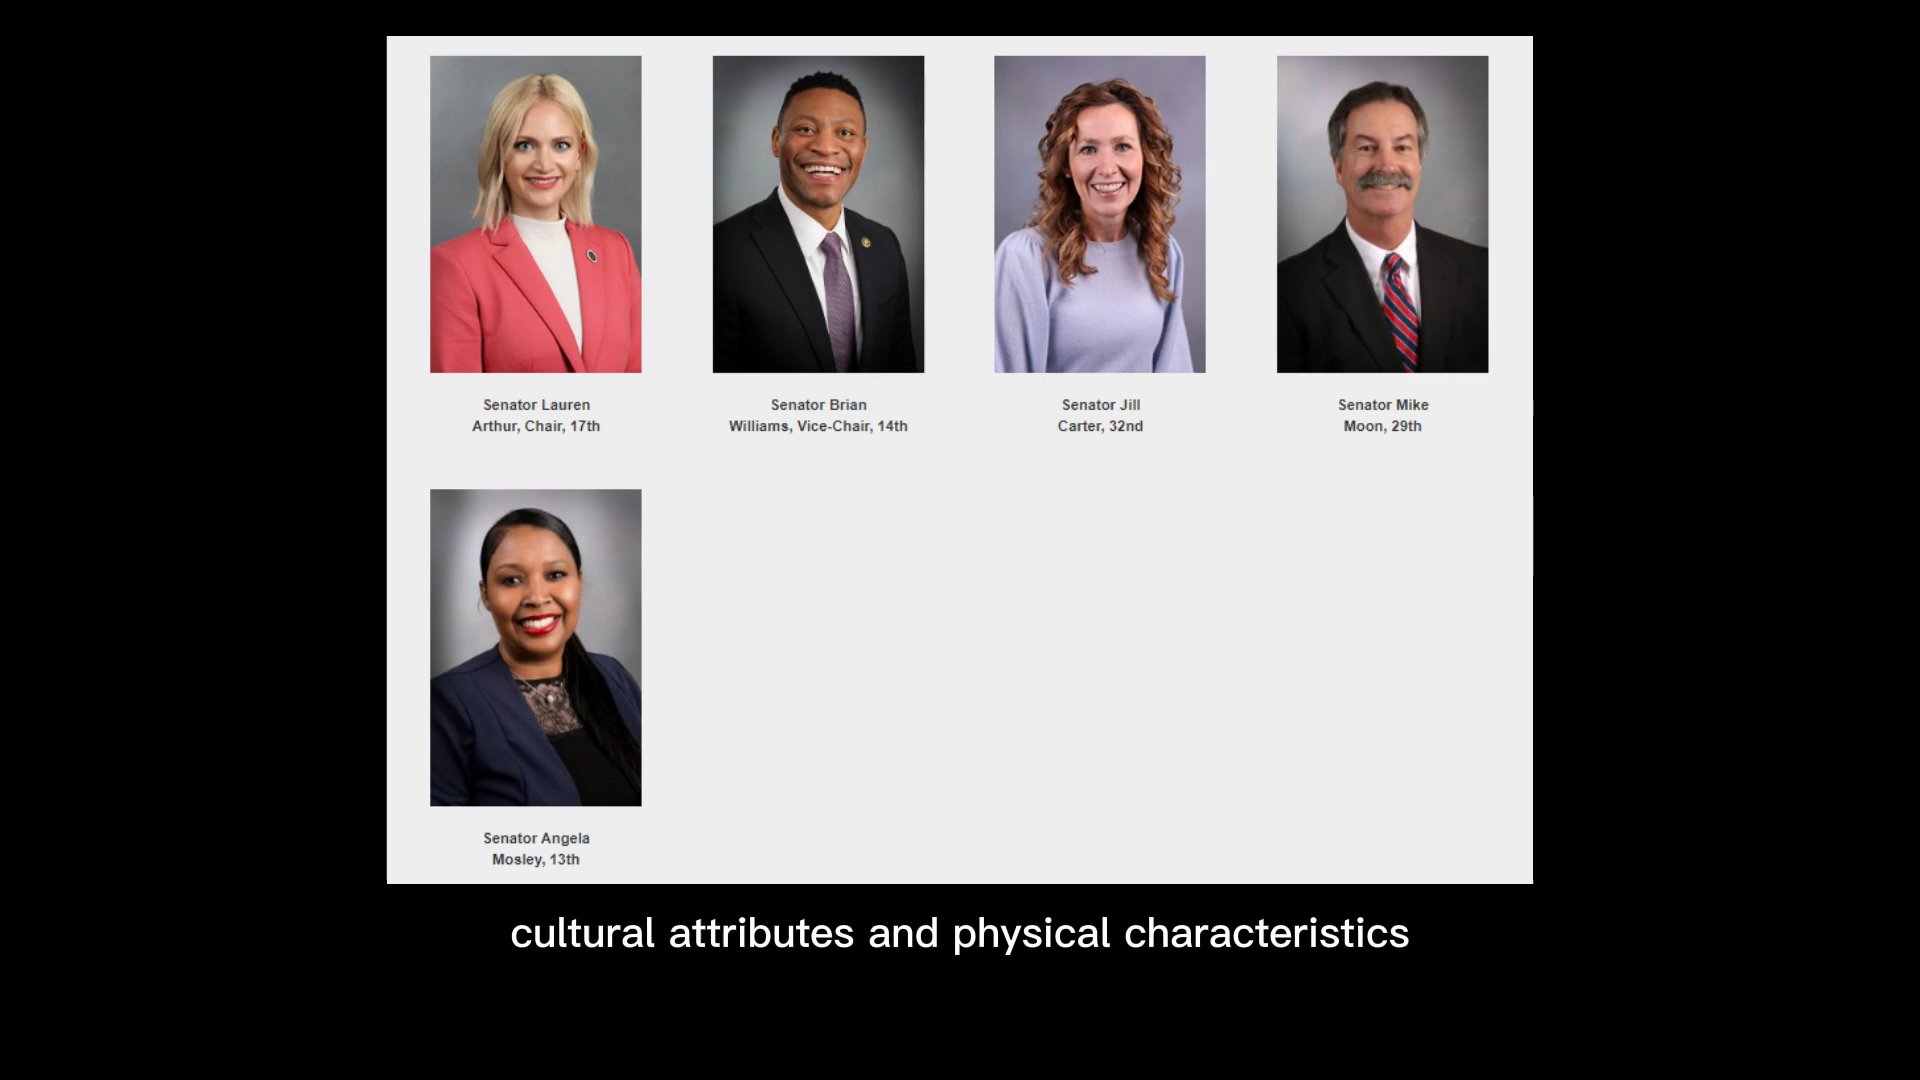 Senator Lauren
Arthur, Chair, 17th
Senator Brian
Williams, Vice-Chair, 14th
Senator Jill
Carter, 32nd
Senator Mike
Moon, 29th
Senator Angela
Mosley, 13th
cultural attributes and physical characteristics